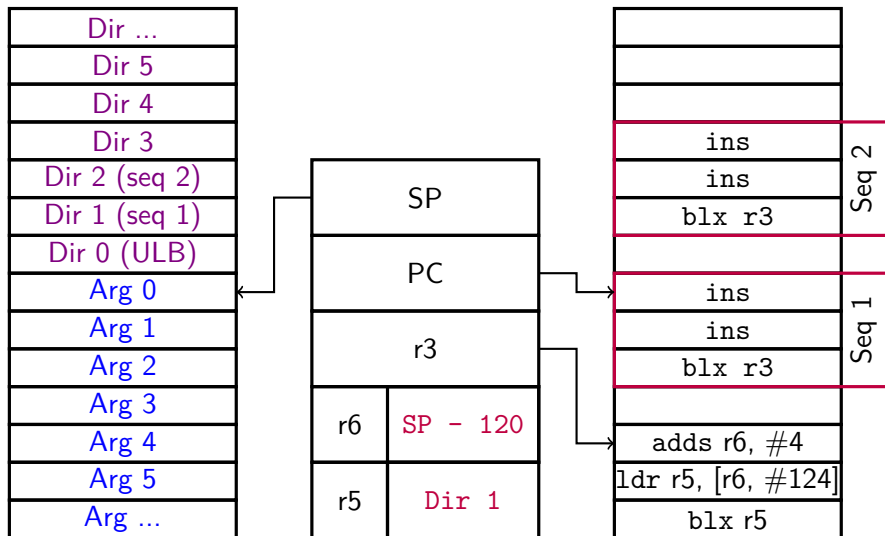 Dir ...
Dir 5
Dir 4
Dir 3
Dir 2 (seq 2)
Dir 1 (seq 1)
Dir 0 (ULB)
Arg 0
Arg 1
Arg 2
Arg 3
Arg 4
Arg 5
Arg ...
SP
PC
r3
r6 SP - 120
r5 Dir 1
ins
ins
blx r3
Seq 2
ins
ins
blx r3
Seq 1
adds r6, #4
ldr r5, [r6, #124]
blx r5